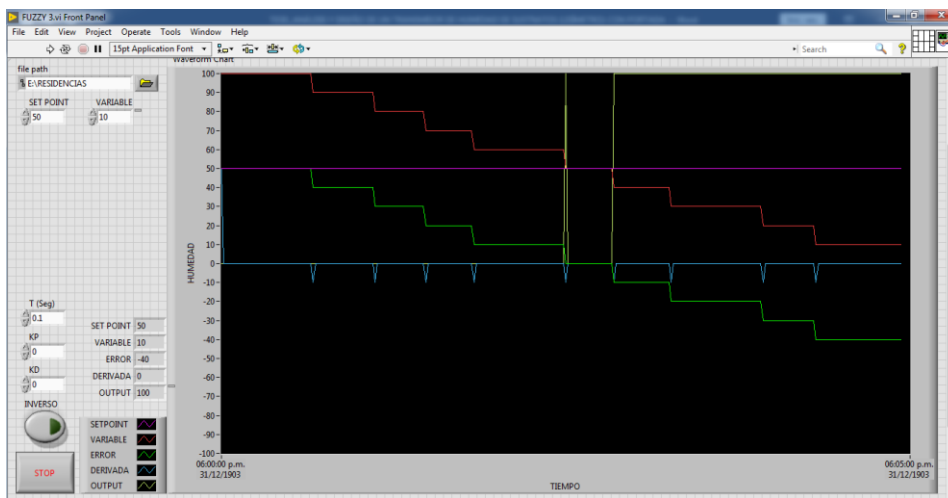 FUZZY 3.vi Front Panel
File Edit View Project Operate Tools Window Help
15pt Application Font
Search
Waveform Chart
file path
E:\RESIDENCIAS
SET POINT VARIABLE
50 10
T (Seg)
0.1
KP
0
KD
0
INVERSO
STOP
SET POINT 50
VARIABLE 10
ERROR -40
DERIVADA 0
OUTPUT 100
SETPOINT
VARIABLE
ERROR
DERIVADA
OUTPUT
HUMEDAD
100
90
80
70
60
50
40
30
20
10
0
-10
-20
-30
-40
-50
-60
-70
-80
-90
-100
06:00:00 p.m. 06:05:00 p.m.
31/12/1903 31/12/1903
TIEMPO